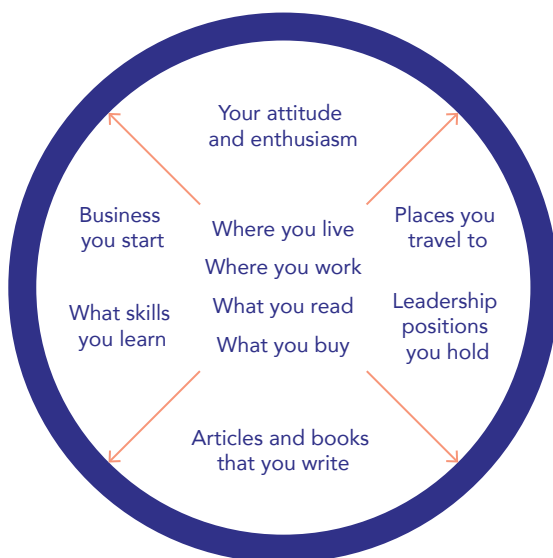 Your attitude
and enthusiasm
Business
you start
Places you
travel to
Where you live
Where you work
What you read
What you buy
What skills
you learn
Leadership
positions
you hold
Articles and books
that you write